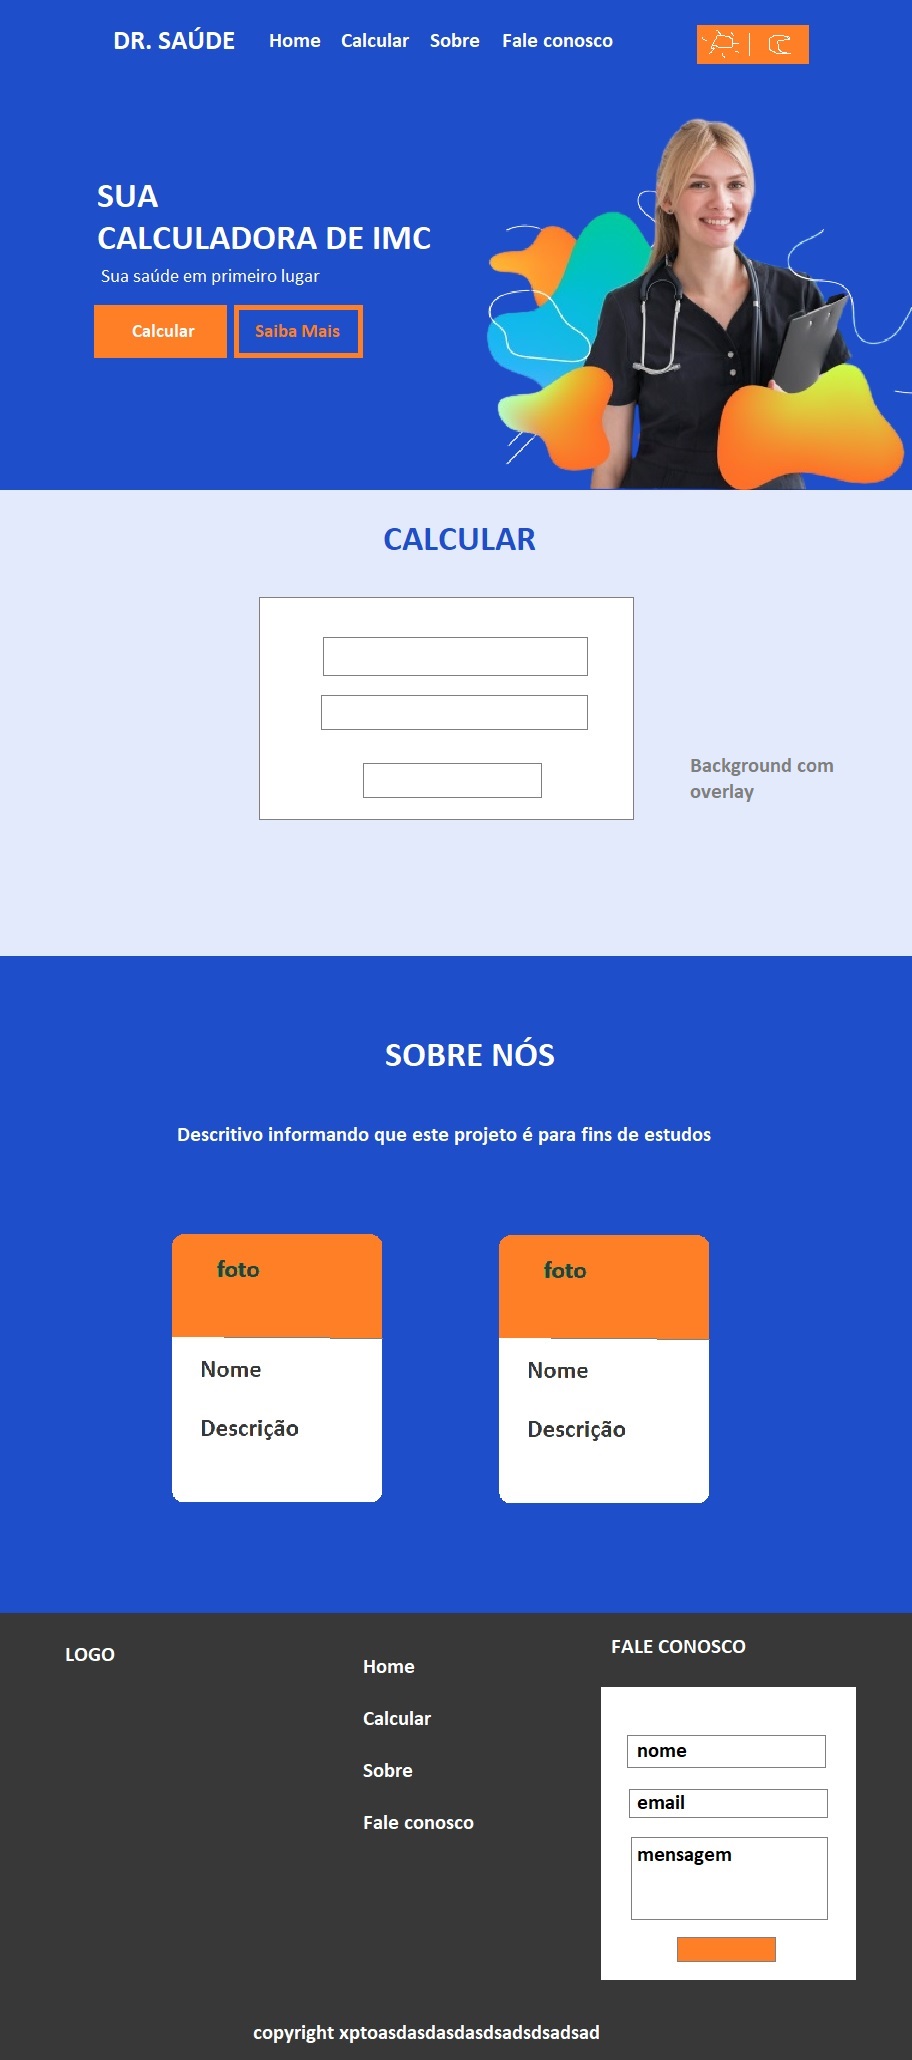 DR. SAÚDE Home Calcular Sobre Fale conosco
SUA
CALCULADORA DE IMC
Sua saúde em primeiro lugar
Calcular Saiba Mais
CALCULAR
Background com
overlay
SOBRE NÓS
Descritivo informando que este projeto é para fins de estudos
foto
Nome
Descrição
foto
Nome
Descrição
LOGO
Home
Calcular
Sobre
Fale conosco
FALE CONOSCO
nome
email
mensagem
copyright xptoasdasdasdasdsadsdsadsad